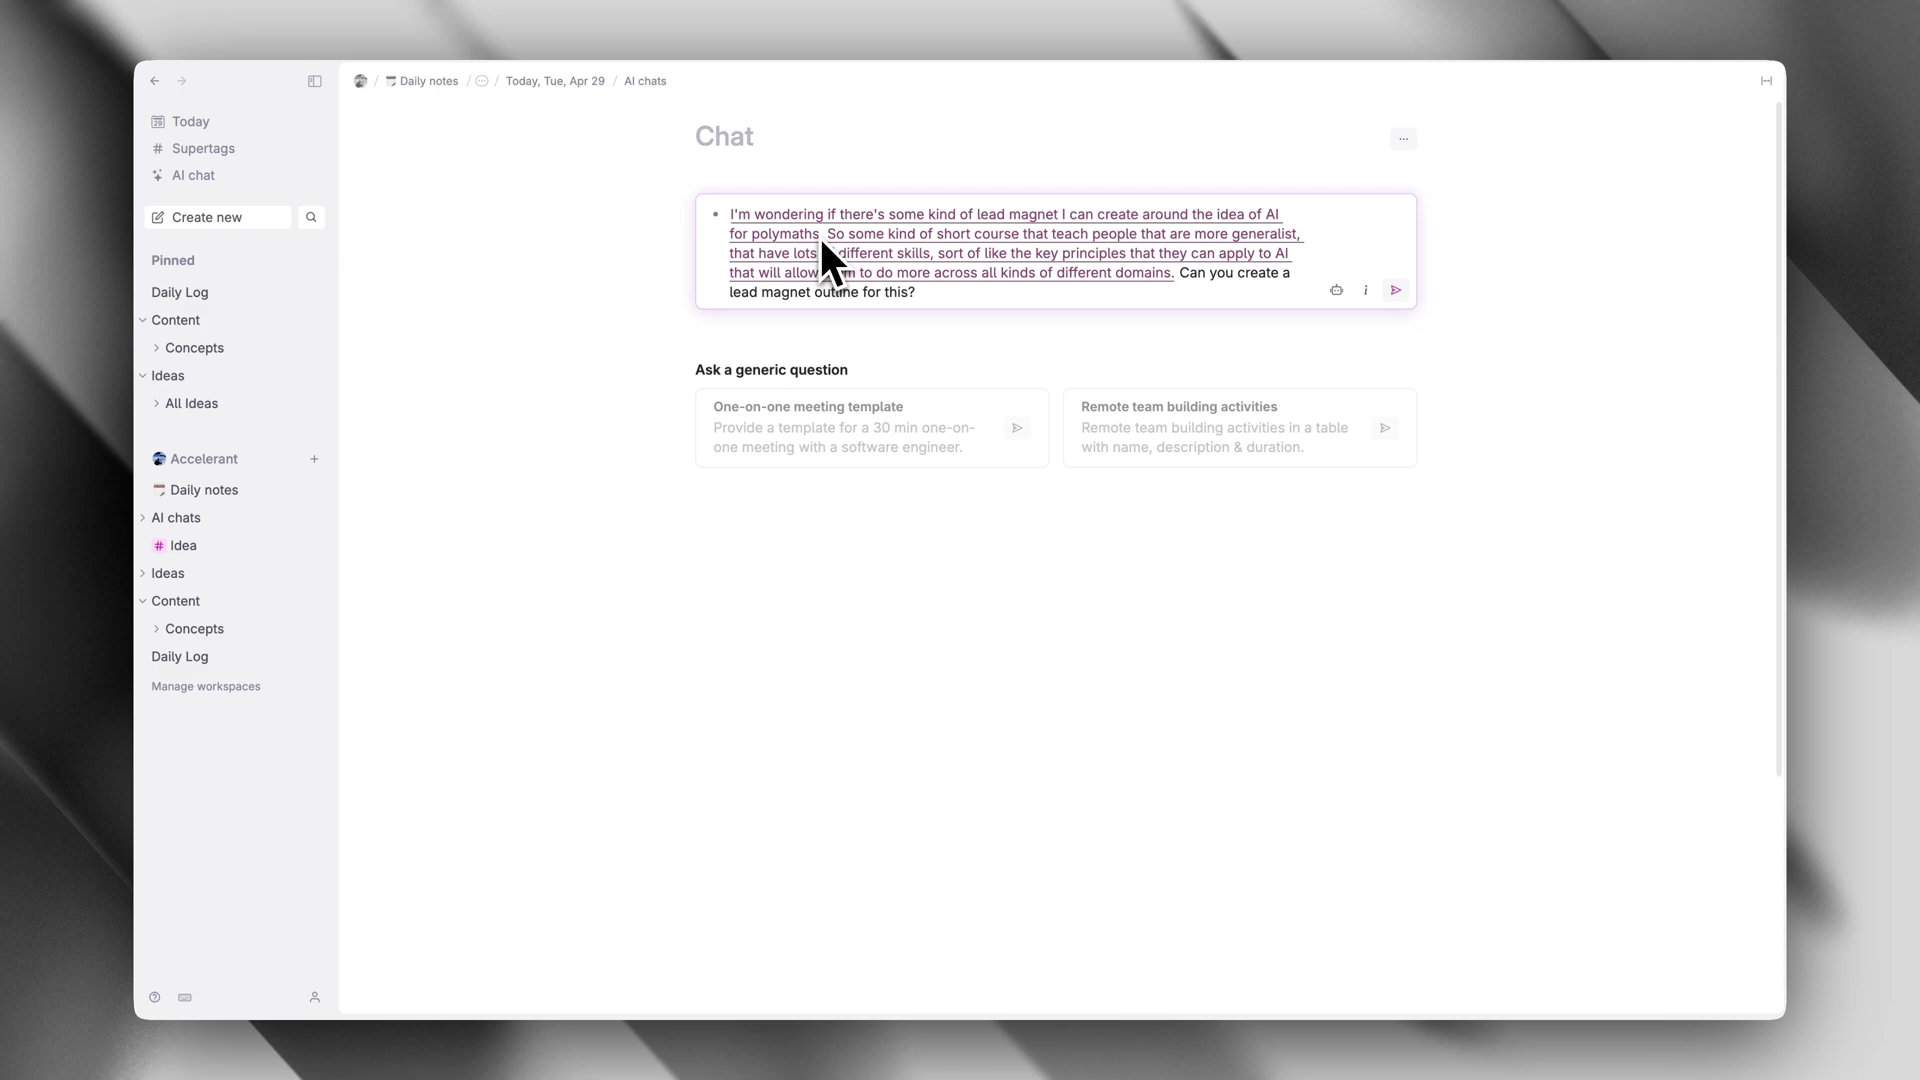 Daily notes / Today, Tue, Apr 29 / AI chats
Today
Supertags
AI chat
Create new
Pinned
Daily Log
Content
Concepts
Ideas
All Ideas
Accelerant
Daily notes
AI chats
# Idea
Ideas
Content
Concepts
Daily Log
Manage workspaces
Chat
I'm wondering if there's some kind of lead magnet I can create around the idea of AI
for polymaths. So some kind of short course that teach people that are more generalist,
that have lots different skills, sort of like the key principles that they can apply to AI
that will allow to do more across all kinds of different domains. Can you create a
lead magnet outline for this?
Ask a generic question
One-on-one meeting template
Provide a template for a 30 min one-on-
one meeting with a software engineer.
Remote team building activities
Remote team building activities in a table
with name, description & duration.